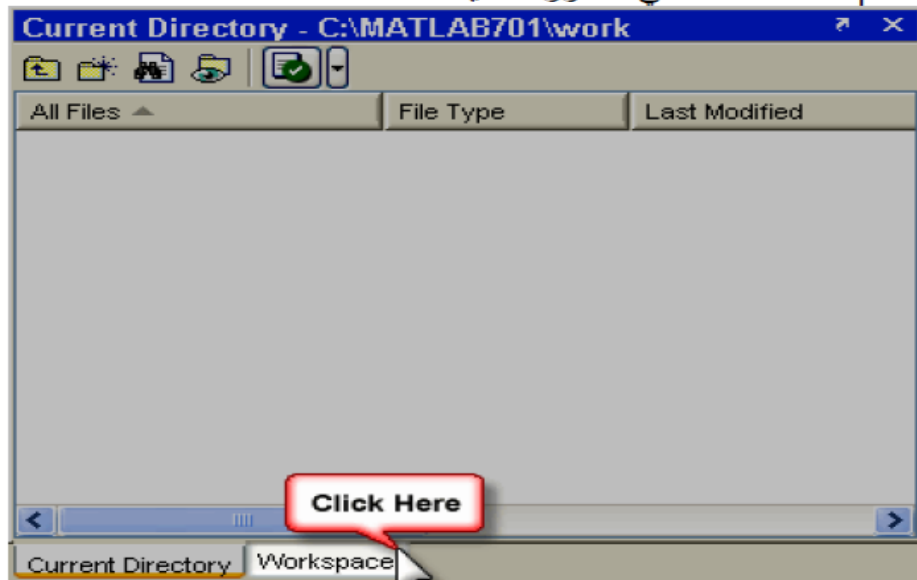 Current Directory - C:\MATLAB701\work
All Files File Type Last Modified
Click Here
Current Directory Workspace